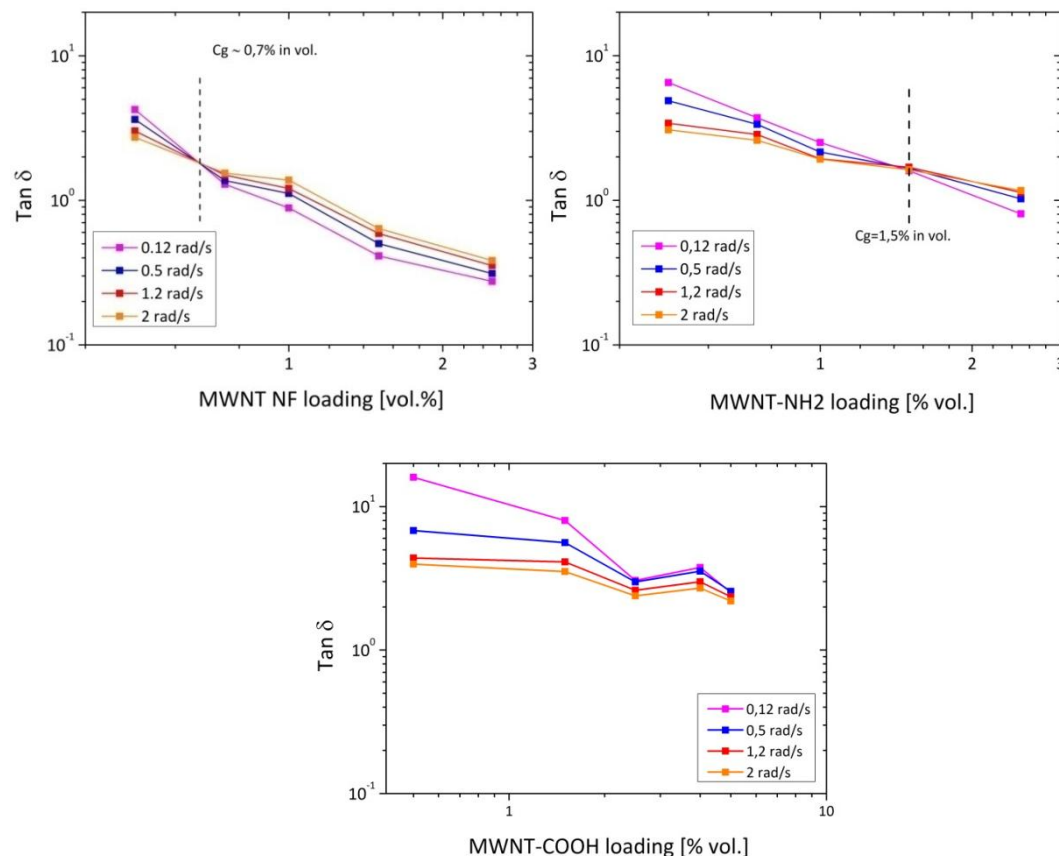 Cg ~ 0,7% in vol.
Tan δ
10¹
10⁰
10⁻¹
0.12 rad/s
0.5 rad/s
1.2 rad/s
2 rad/s
1
2
3
MWNT NF loading [vol.%]
Tan δ
10¹
10⁰
10⁻¹
Cg=1,5% in vol.
0,12 rad/s
0,5 rad/s
1,2 rad/s
2 rad/s
1
2
3
MWNT-NH2 loading [% vol.]
Tan δ
10¹
10⁰
10⁻¹
0,12 rad/s
0,5 rad/s
1,2 rad/s
2 rad/s
1
10
MWNT-COOH loading [% vol.]